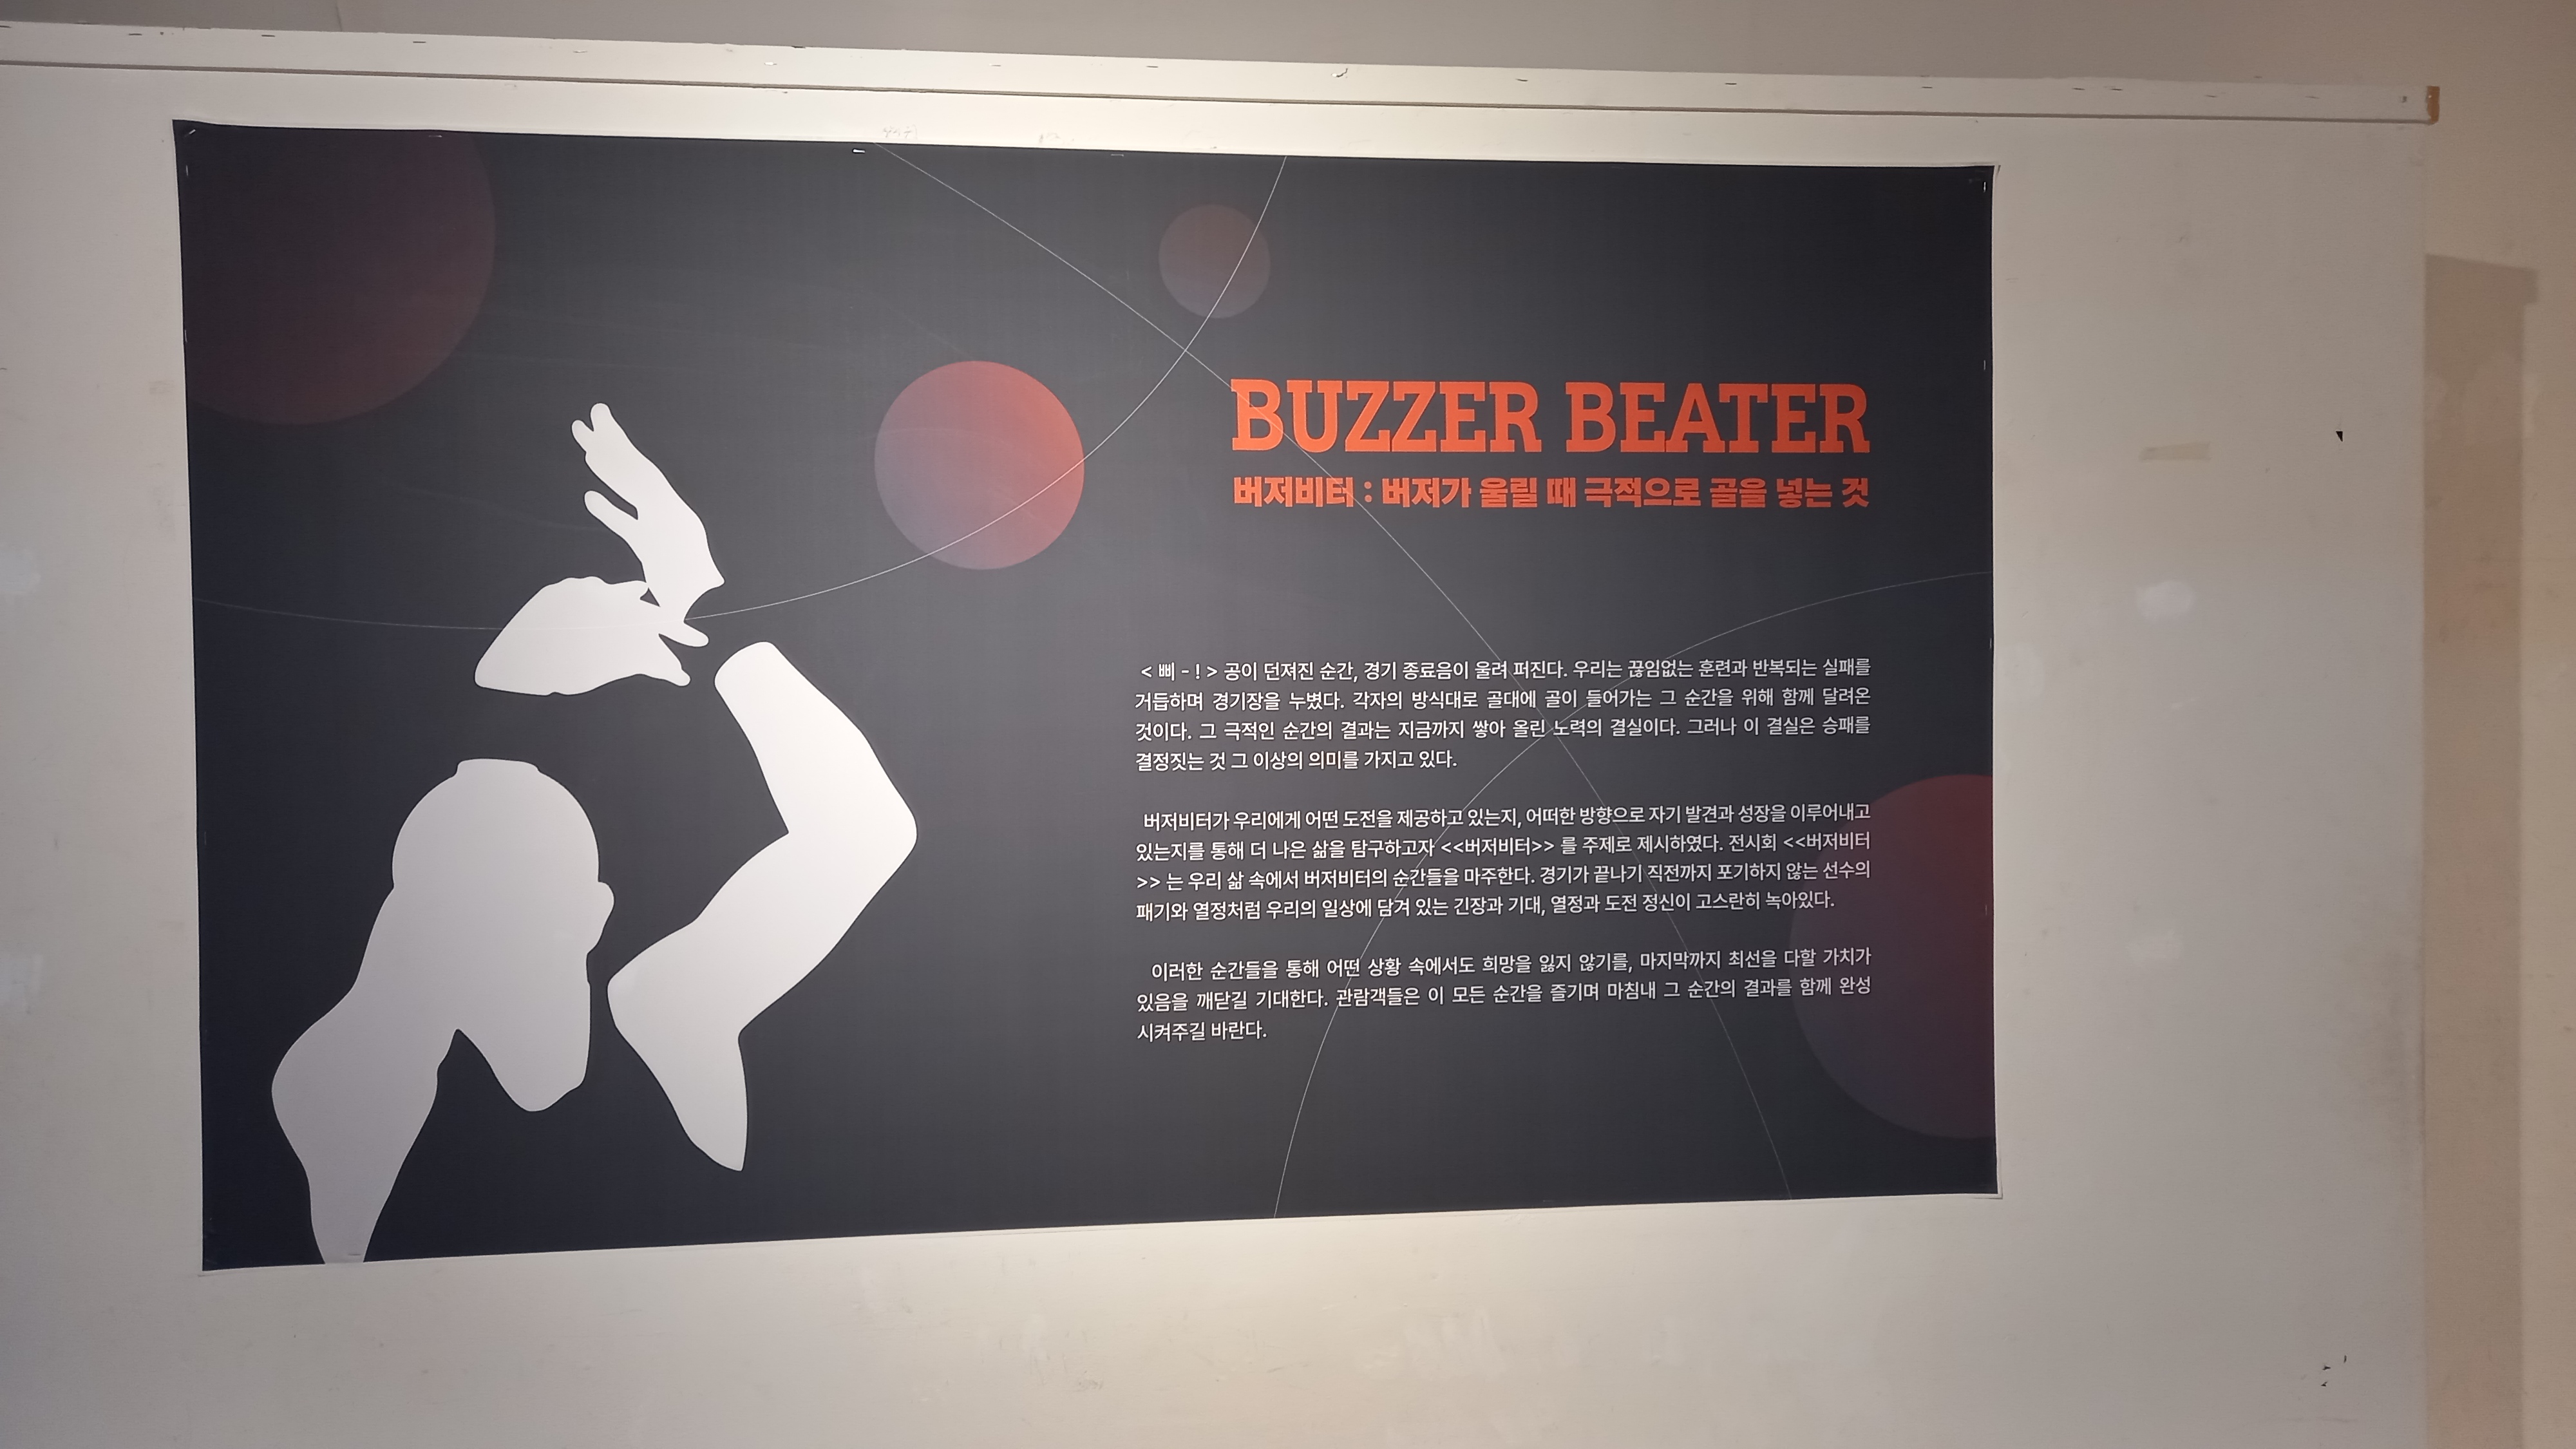 BUZZER BEATER
버저비터 : 버저가 울릴 때 극적으로 골을 넣는 것
< 삐 - ! > 공이 던져진 순간, 경기 종료음이 울려 퍼진다. 우리는 끊임없는 훈련과 반복되는 실패를
거듭하며 경기장을 누볐다. 각자의 방식대로 골대에 골이 들어가는 그 순간을 위해 함께 달려온
것이다. 그 극적인 순간의 결과는 지금까지 쌓아 올린 노력의 결실이다. 그러나 이 결실은 승패를
결정짓는 것 그 이상의 의미를 가지고 있다.
버저비터가 우리에게 어떤 도전을 제공하고 있는지, 어떠한 방향으로 자기 발견과 성장을 이루어내고
있는지를 통해 더 나은 삶을 탐구하고자 <<버저비터>> 를 주제로 제시하였다. 전시회 <<버저비터
>> 는 우리 삶 속에서 버저비터의 순간들을 마주한다. 경기가 끝나기 직전까지 포기하지 않는 선수의
패기와 열정처럼 우리의 일상에 담겨 있는 긴장과 기대, 열정과 도전 정신이 고스란히 녹아있다.
이러한 순간들을 통해 어떤 상황 속에서도 희망을 잃지 않기를, 마지막까지 최선을 다할 가치가
있음을 깨닫길 기대한다. 관람객들은 이 모든 순간을 즐기며 마침내 그 순간의 결과를 함께 완성
시켜주길 바란다.